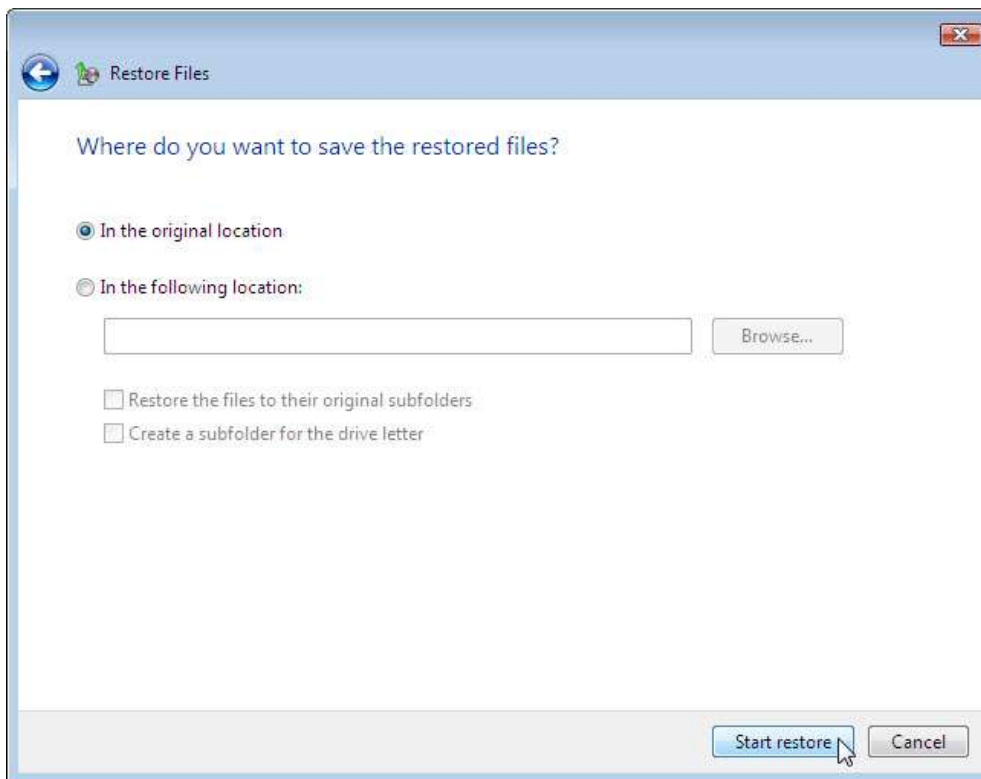 Restore Files
Where do you want to save the restored files?
In the original location
In the following location:
Browse...
Restore the files to their original subfolders
Create a subfolder for the drive letter
Start restore
Cancel